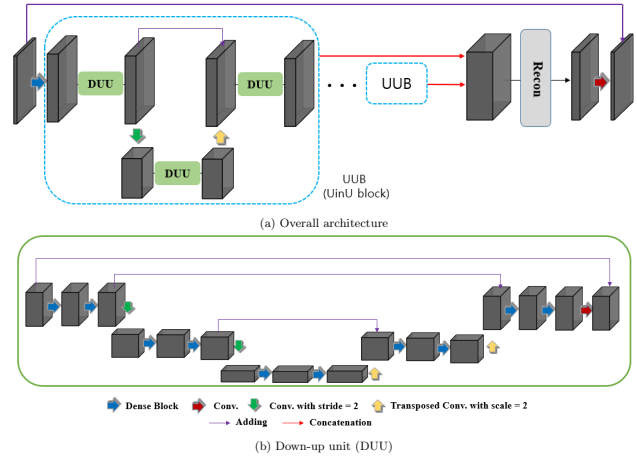 DUU
DUU
UUB
Recon
DUU
UUB
(UinU block)
(a) Overall architecture
Dense Block
Conv.
Conv. with stride = 2
Transposed Conv. with scale = 2
Adding
Concatenation
(b) Down-up unit (DUU)